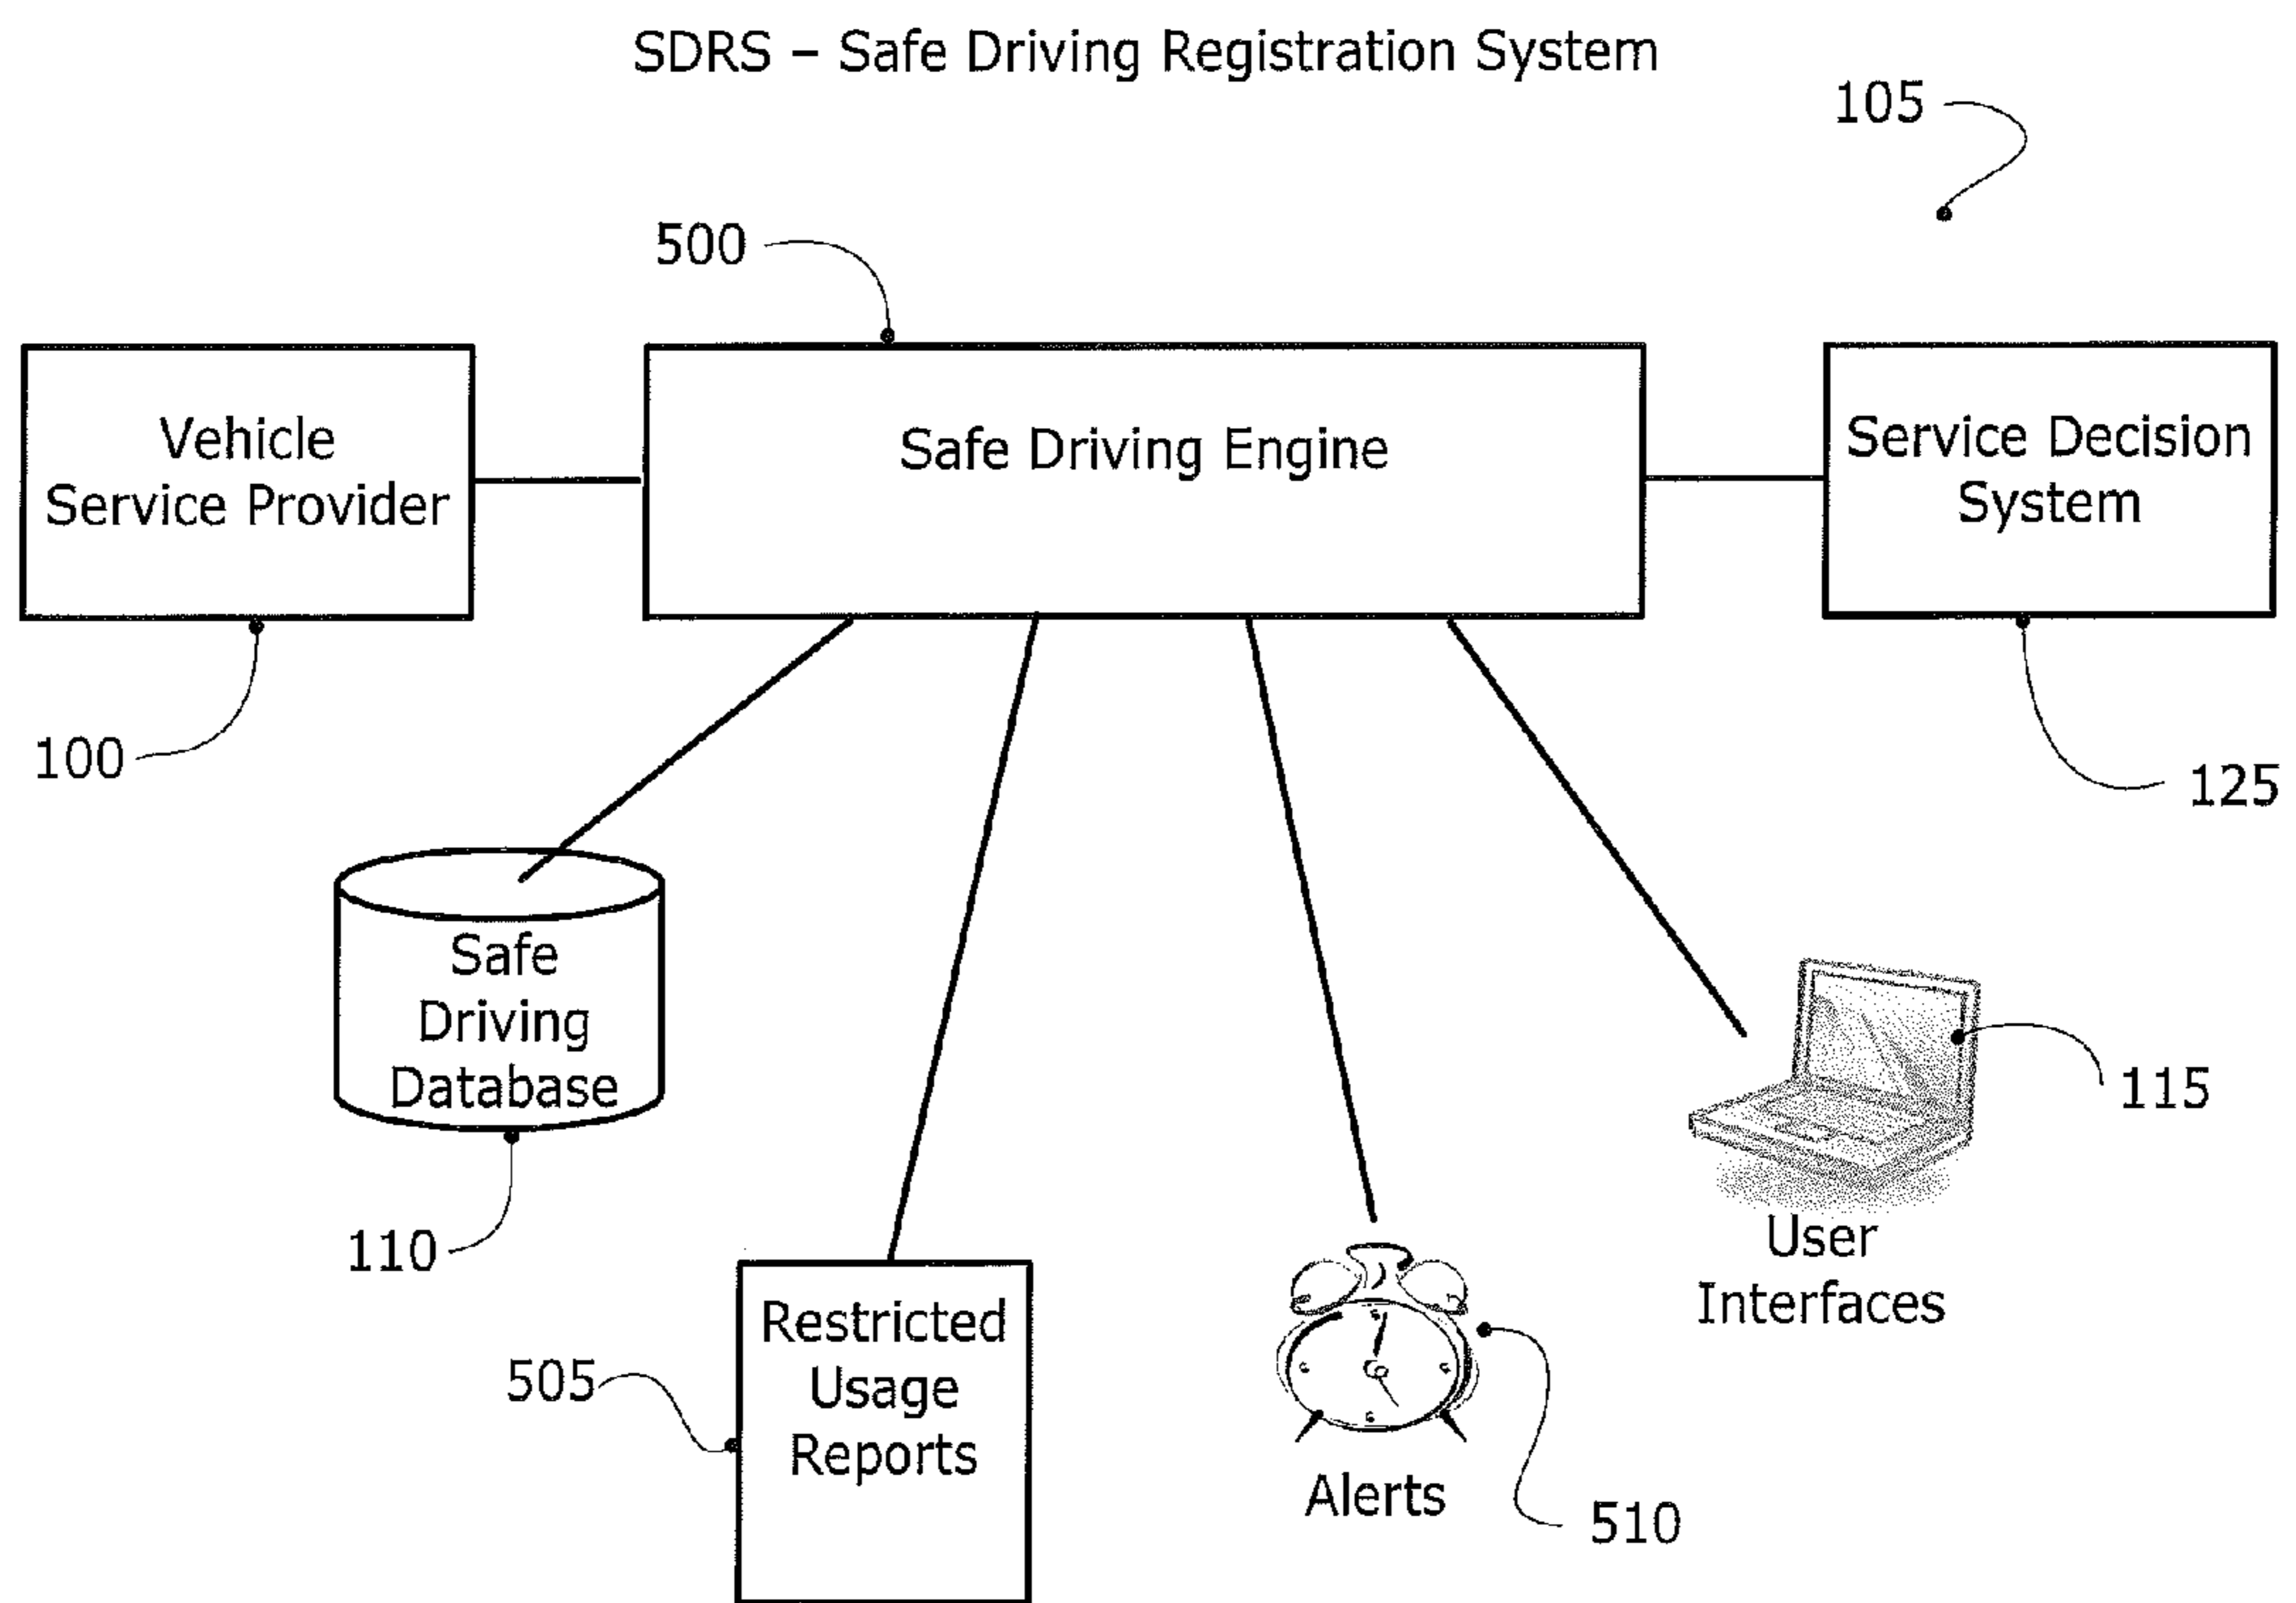 SDRS – Safe Driving Registration System
105
500
Vehicle
Service Provider
Safe Driving Engine
Service Decision
System
100
125
Safe
Driving
Database
110
115
User
Interfaces
Restricted
Usage
Reports
505
Alerts
510